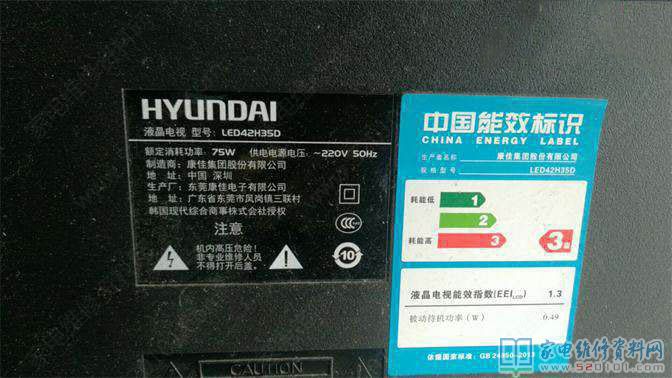 HYUNDAI
液晶电视 型号: LED42H35D
额定消耗功率: 75W 供电电源电压: ~220V 50Hz
制造商: 康佳集团股份有限公司
地 址: 中国 深圳
生产厂: 东莞康佳电子有限公司
地 址: 广东省东莞市凤岗镇三联村
韩国现代综合商事株式会社授权
注意
机内高压危险!
非专业维修人员
不得打开后盖。
10
CAUTION
中国能效标识
CHINA ENERGY LABEL
生产者名称 康佳集团股份有限公司
规格型号 LED42H35D
耗能低 1
2
耗能高 3
3级
液晶电视能效指数(EEILCD) 1.3
被动待机功率(W) 0.49
依据国家标准: GB 24850-2013
家电维修资料网
www.520101.com